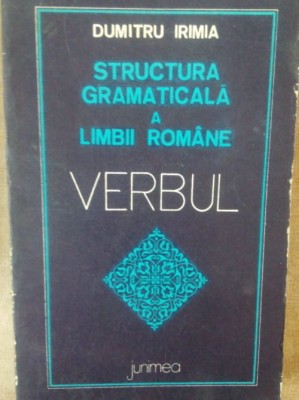 DUMITRU IRIMIA
STRUCTURA
GRAMATICALĂ
A
LIMBII ROMÂNE
VERBUL
junimea